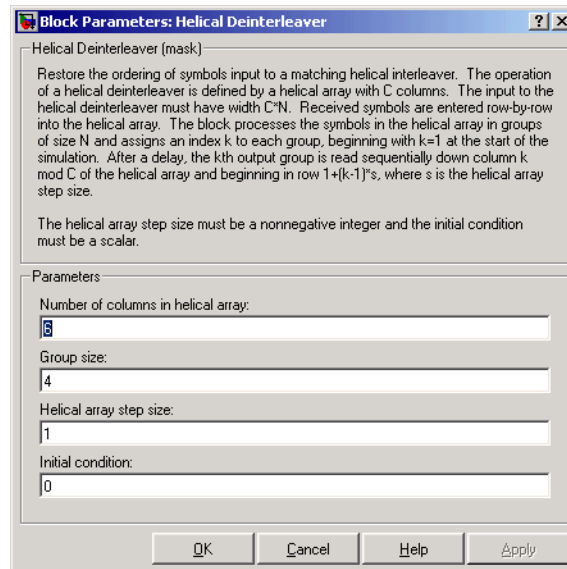 Block Parameters: Helical Deinterleaver
Helical Deinterleaver (mask)
Restore the ordering of symbols input to a matching helical interleaver. The operation
of a helical deinterleaver is defined by a helical array with C columns. The input to the
helical deinterleaver must have width C*N. Received symbols are entered row-by-row
into the helical array. The block processes the symbols in the helical array in groups
of size N and assigns an index k to each group, beginning with k=1 at the start of the
simulation. After a delay, the kth output group is read sequentially down column k
mod C of the helical array and beginning in row 1+(k-1)*s, where s is the helical array
step size.
The helical array step size must be a nonnegative integer and the initial condition
must be a scalar.
Parameters
Number of columns in helical array:
6
Group size:
4
Helical array step size:
1
Initial condition:
0
OK Cancel Help Apply